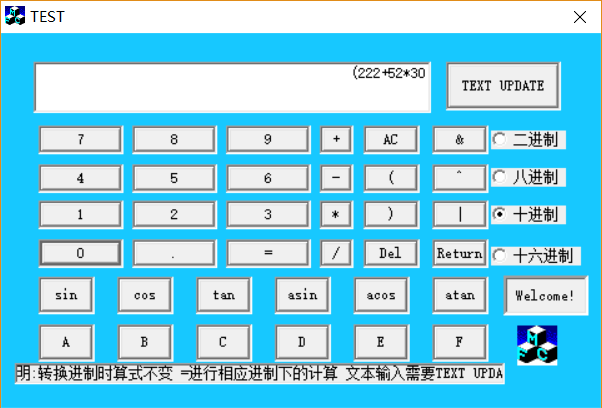 TEST
(222+52*30
TEXT UPDATE
7 8 9 + AC & 二进制
4 5 6 - ( ^ 八进制
1 2 3 * ) | 十进制
0 . = / Del Return 十六进制
sin cos tan asin acos atan Welcome!
A B C D E F
MFC
明:转换进制时算式不变 =进行相应进制下的计算 文本输入需要TEXT UPDA